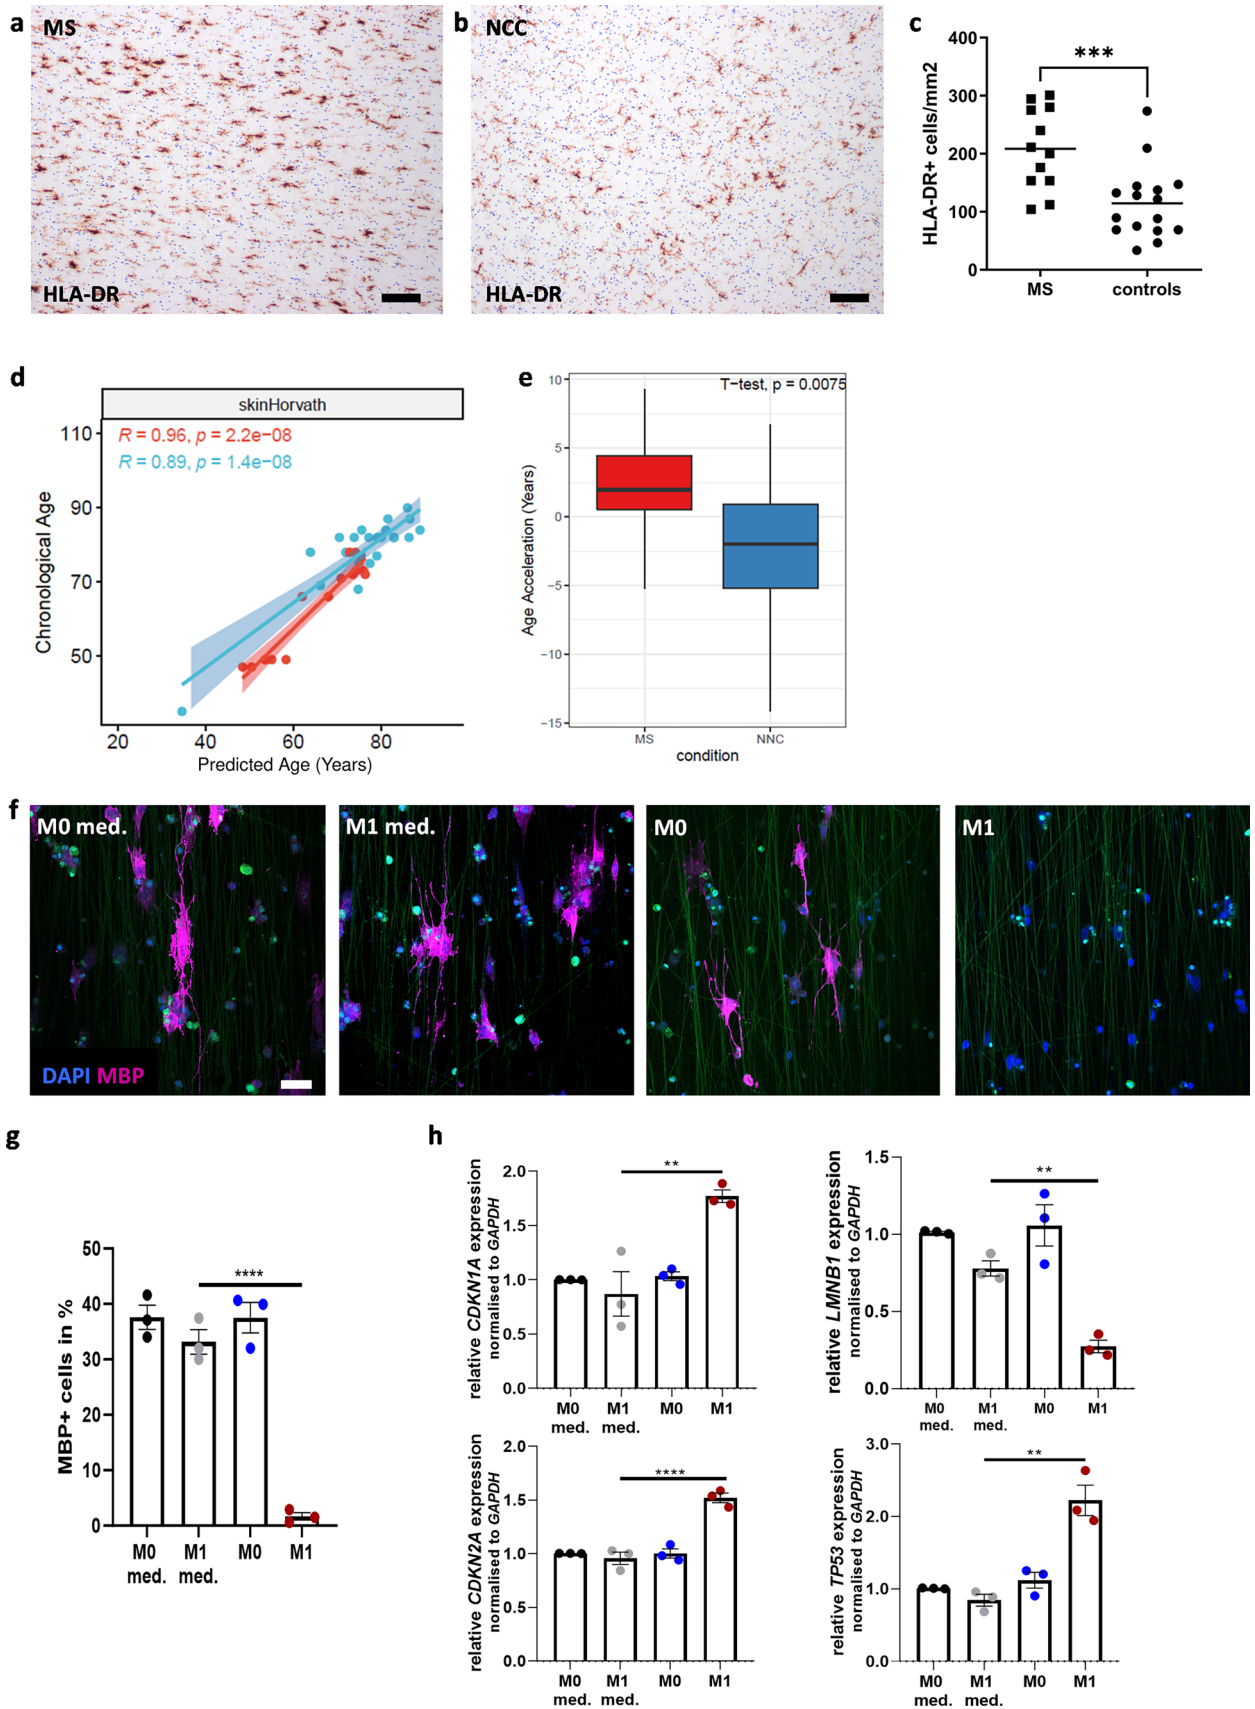 a
MS
HLA-DR
b
NCC
HLA-DR
c
HLA-DR+ cells/mm2
400
300
200
100
0
***
MS
controls
d
skinHorvath
R = 0.96, p = 2.2e−08
R = 0.89, p = 1.4e−08
Chronological Age
110
90
70
50
20
40
60
80
Predicted Age (Years)
e
T-test, p = 0.0075
Age Acceleration (Years)
10
5
0
−5
−10
−15
MS
NNC
condition
f
M0 med.
DAPI MBP
M1 med.
M0
M1
g
MBP+ cells in %
50
40
30
20
10
0
****
M0
med.
M1
med.
M0
M1
h
relative CDKN1A expression
normalised to GAPDH
2.0
1.5
1.0
0.5
0.0
**
M0
med.
M1
med.
M0
M1
relative LMNB1 expression
normalised to GAPDH
1.5
1.0
0.5
0.0
**
M0
med.
M1
med.
M0
M1
relative CDKN2A expression
normalised to GAPDH
2.0
1.5
1.0
0.5
0.0
****
M0
med.
M1
med.
M0
M1
relative TP53 expression
normalised to GAPDH
3.0
2.0
1.0
0.0
**
M0
med.
M1
med.
M0
M1